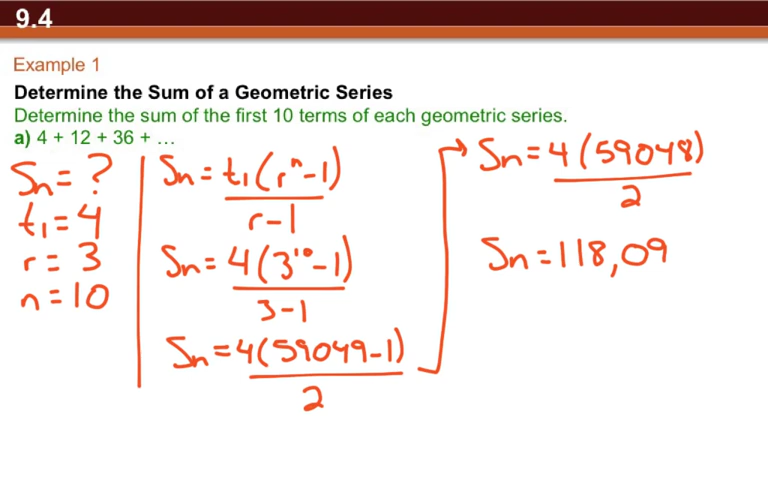 9.4
Example 1
Determine the Sum of a Geometric Series
Determine the sum of the first 10 terms of each geometric series.
a) 4 + 12 + 36 + …
Sn = ?
t₁ = 4
r = 3
n = 10
Sn = t₁(rⁿ-1)
r-1
Sn = 4(3¹⁰-1)
3-1
Sn = 4(59049-1)
2
Sn = 4(59048)
2
Sn = 118,09